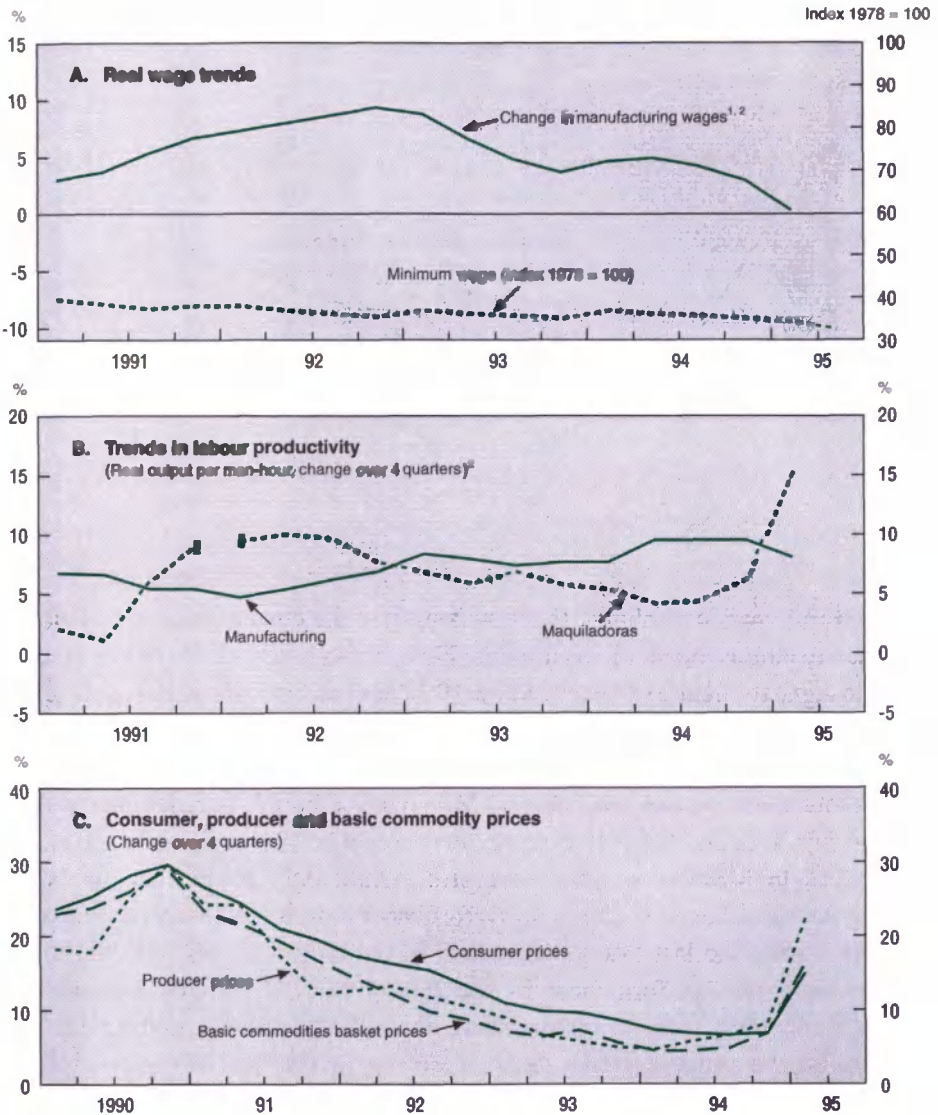 %
Index 1978 = 100
A. Real wage trends
15
10
5
0
-5
-10
100
90
80
70
60
50
40
30
Change in manufacturing wages1, 2
Minimum wage (index 1978 = 100)
1991 92 93 94 95
% %
B. Trends in labour productivity
(Real output per man-hour, change over 4 quarters)2
20 20
15 15
10 10
5 5
0 0
-5 -5
Manufacturing
Maquiladoras
1991 92 93 94 95
% %
C. Consumer, producer and basic commodity prices
(Change over 4 quarters)
40 40
30 30
20 20
10 10
0 0
Consumer prices
Producer prices
Basic commodities basket prices
1990 91 92 93 94 95